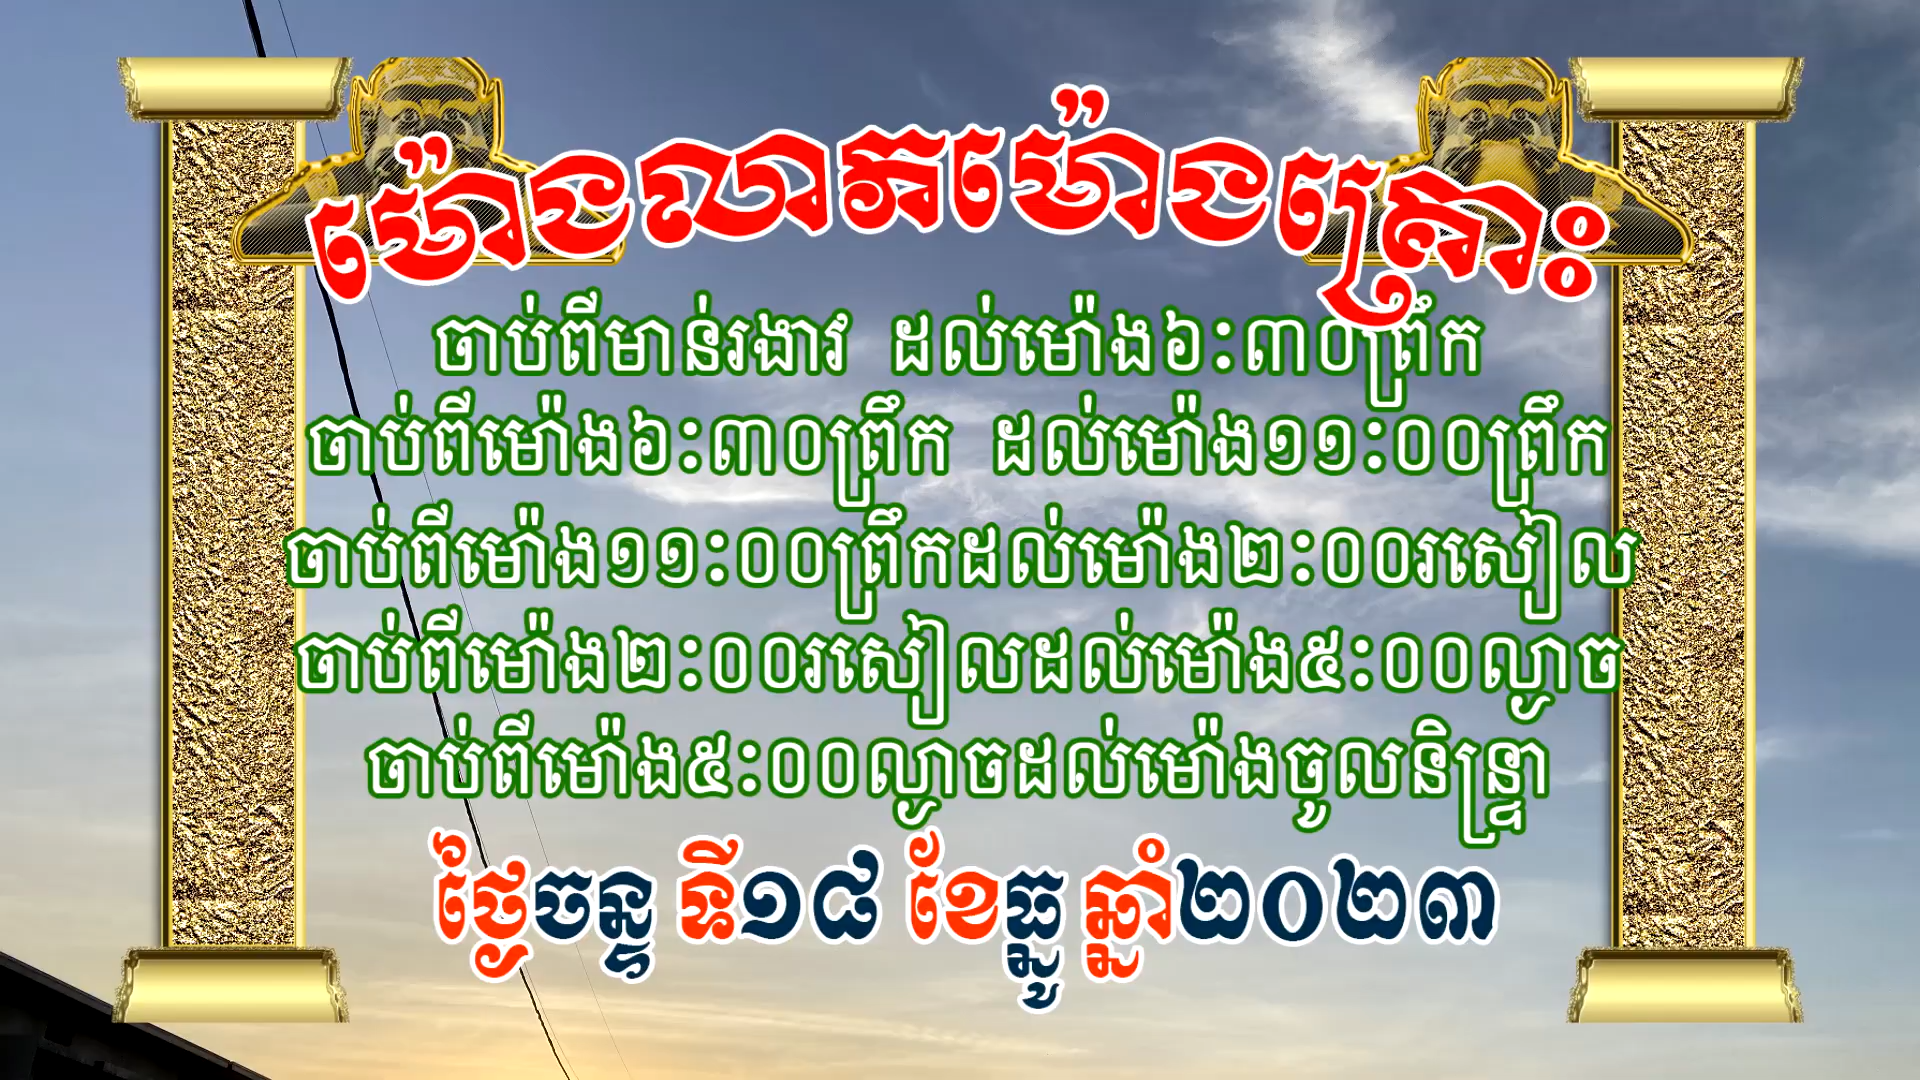 ម៉ោងលាភម៉ោងគ្រោះ
ចាប់ពីមាន់រងាវ ដល់ម៉ោង៦:៣០ព្រឹក
ចាប់ពីម៉ោង៦:៣០ព្រឹក ដល់ម៉ោង១១:០០ព្រឹក
ចាប់ពីម៉ោង១១:០០ព្រឹកដល់ម៉ោង២:០០រសៀល
ចាប់ពីម៉ោង២:០០រសៀលដល់ម៉ោង៥:០០ល្ងាច
ចាប់ពីម៉ោង៥:០០ល្ងាចដល់ម៉ោងចូលនិន្ទ្រា
ថ្ងៃចន្ទ ទី១៨ ខែធ្នូ ឆ្នាំ២០២៣